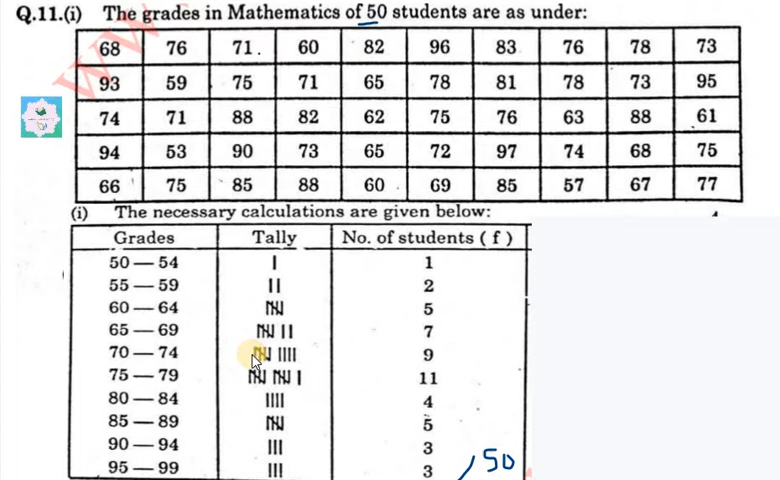 Q.11.(i) The grades in Mathematics of 50 students are as under:
68 76 71. 60 82 96 83 76 78 73
93 59 75 71 65 78 81 78 73 95
74 71 88 82 62 75 76 63 88 61
94 53 90 73 65 72 97 74 68 75
66 75 85 88 60 69 85 57 67 77
(i) The necessary calculations are given below:
Grades Tally No. of students ( f )
50 — 54 | 1
55 — 59 || 2
60 — 64 𝍸 5
65 — 69 𝍸 || 7
70 — 74 𝍸 |||| 9
75 — 79 𝍸 𝍸 | 11
80 — 84 |||| 4
85 — 89 𝍸 5
90 — 94 ||| 3
95 — 99 ||| 3
50